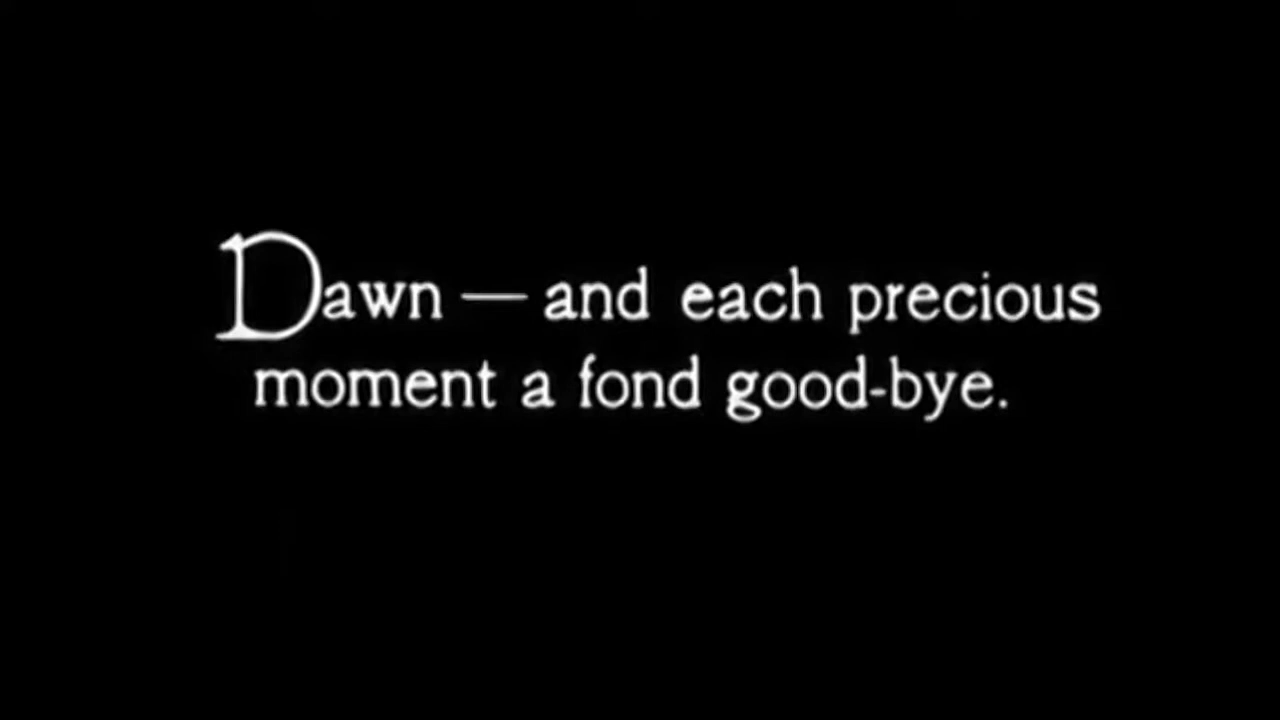 Dawn — and each precious
moment a fond good-bye.